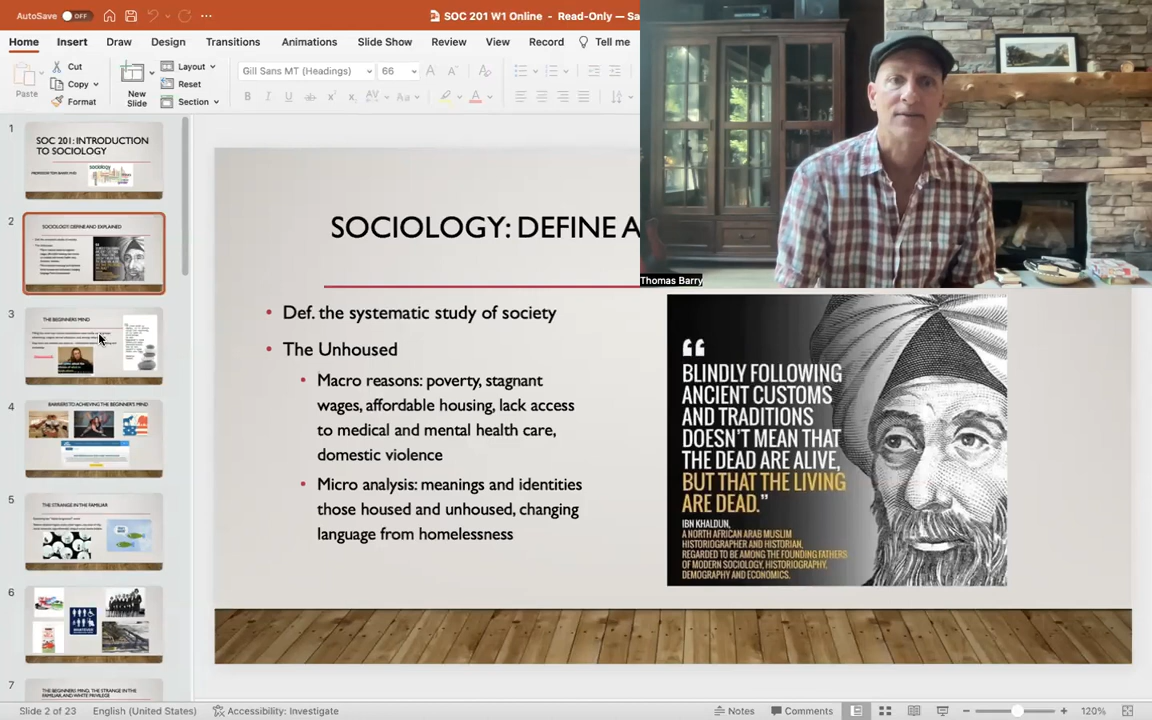 AutoSave OFF
SOC 201 W1 Online - Read-Only — Sa
Home Insert Draw Design Transitions Animations Slide Show Review View Record Tell me
Paste
Cut
Copy
Format
New
Slide
Layout
Reset
Section
Gill Sans MT (Headings) 66
1
SOC 201: INTRODUCTION
TO SOCIOLOGY
sociology
2
SOCIOLOGY: DEFINE AND EXPLAINED
3
THE BEGINNERS MIND
4
BARRIERS TO ACHIEVING THE BEGINNER'S MIND
5
THE STRANGE IN THE FAMILIAR
6
7
THE BEGINNERS MIND, THE STRANGE IN THE
FAMILIAR, AND WHITE PRIVILEGE
SOCIOLOGY: DEFINE A
• Def. the systematic study of society
• The Unhoused
• Macro reasons: poverty, stagnant
wages, affordable housing, lack access
to medical and mental health care,
domestic violence
• Micro analysis: meanings and identities
those housed and unhoused, changing
language from homelessness
Thomas Barry
“
BLINDLY FOLLOWING
ANCIENT CUSTOMS
AND TRADITIONS
DOESN'T MEAN THAT
THE DEAD ARE ALIVE,
BUT THAT THE LIVING
ARE DEAD.”
IBN KHALDUN,
A NORTH AFRICAN ARAB MUSLIM
HISTORIOGRAPHER AND HISTORIAN,
REGARDED TO BE AMONG THE FOUNDING FATHERS
OF MODERN SOCIOLOGY, HISTORIOGRAPHY,
DEMOGRAPHY AND ECONOMICS.
Slide 2 of 23 English (United States) Accessibility: Investigate Notes Comments 120%